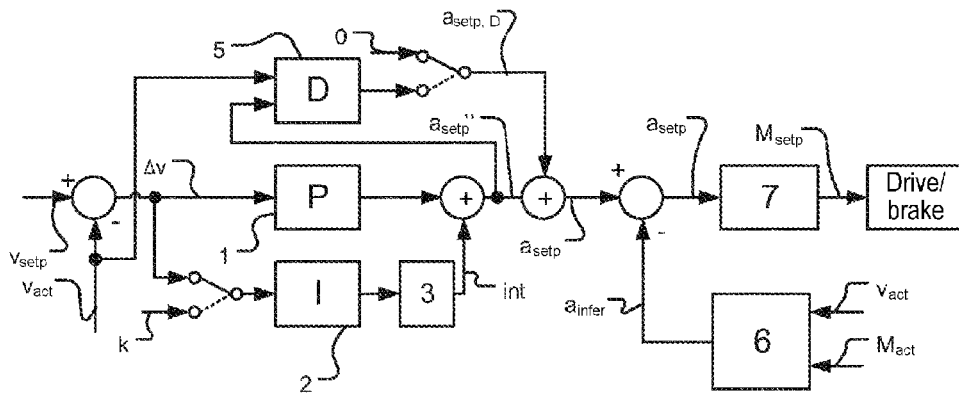 5
0
a_setp, D
D
a_setp''
a_setp
M_setp
+
Δv
P
+
+
+
7
Drive/
brake
-
-
v_setp
1
a_setp
v_act
I
3
int
a_infer
v_act
k
6
M_act
2